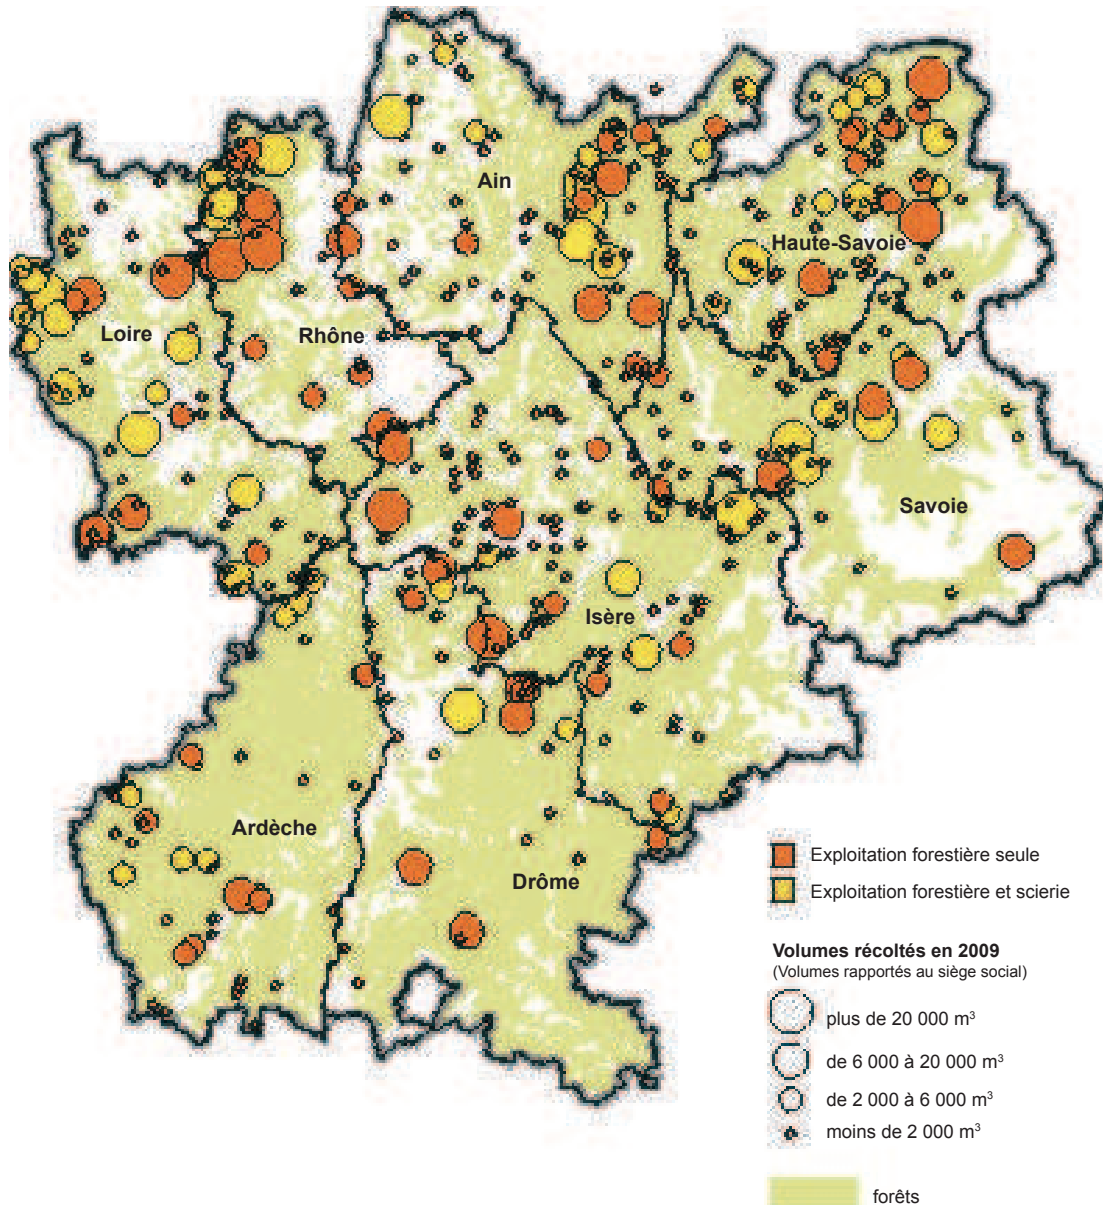 Ain
Haute-Savoie
Loire
Rhône
Savoie
Isère
Ardèche
Drôme
Exploitation forestière seule
Exploitation forestière et scierie
Volumes récoltés en 2009
(Volumes rapportés au siège social)
plus de 20 000 m³
de 6 000 à 20 000 m³
de 2 000 à 6 000 m³
moins de 2 000 m³
forêts